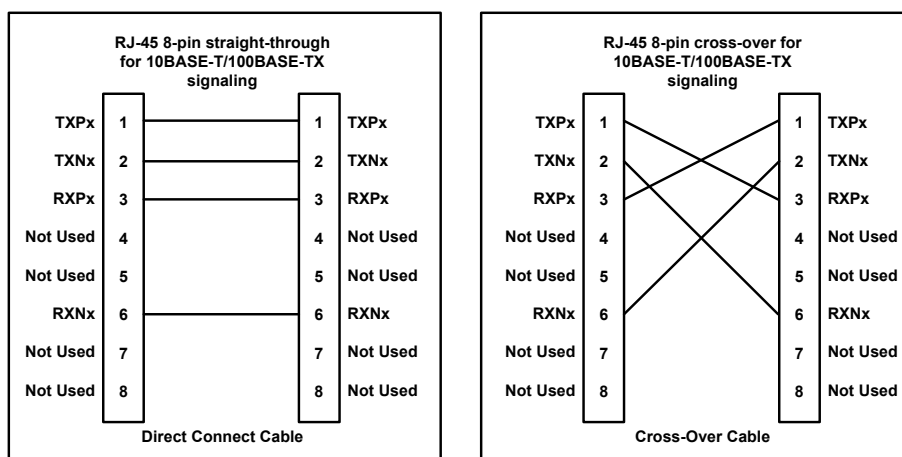 RJ-45 8-pin straight-through
for 10BASE-T/100BASE-TX
signaling
TXPx 1 1 TXPx
TXNx 2 2 TXNx
RXPx 3 3 RXPx
Not Used 4 4 Not Used
Not Used 5 5 Not Used
RXNx 6 6 RXNx
Not Used 7 7 Not Used
Not Used 8 8 Not Used
Direct Connect Cable
RJ-45 8-pin cross-over for
10BASE-T/100BASE-TX
signaling
TXPx 1 1 TXPx
TXNx 2 2 TXNx
RXPx 3 3 RXPx
Not Used 4 4 Not Used
Not Used 5 5 Not Used
RXNx 6 6 RXNx
Not Used 7 7 Not Used
Not Used 8 8 Not Used
Cross-Over Cable